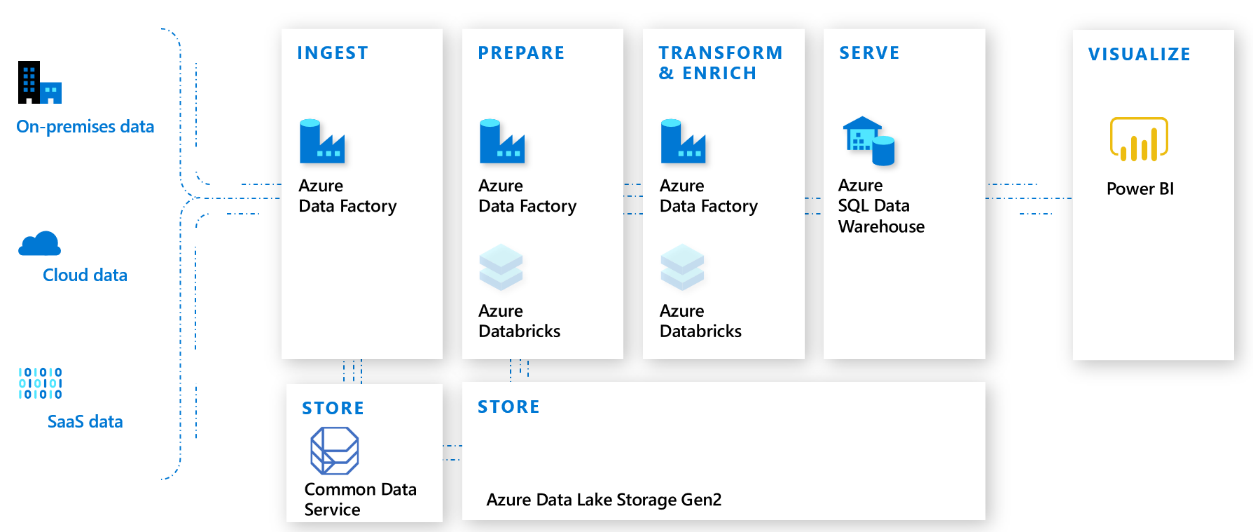 INGEST
PREPARE
TRANSFORM
& ENRICH
SERVE
VISUALIZE
On-premises data
Cloud data
SaaS data
Azure
Data Factory
Azure
Data Factory
Azure
Databricks
Azure
Data Factory
Azure
Databricks
Azure
SQL Data
Warehouse
Power BI
STORE
Common Data
Service
STORE
Azure Data Lake Storage Gen2